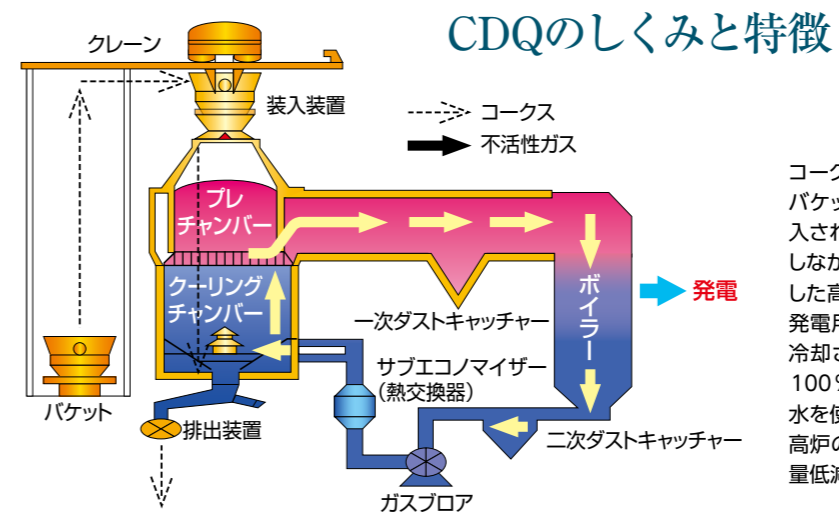 CDQのしくみと特徴
クレーン
装入装置
コークス
不活性ガス
プレ
チャンバー
クーリング
チャンバー
ボイラー
発電
一次ダストキャッチャー
サブエコノマイザー
(熱交換器)
バケット
排出装置
二次ダストキャッチャー
ガスブロア
コーク
バケッ
入され
しなか
した高
発電用
冷却さ
100%
水を使
高炉の
量低減